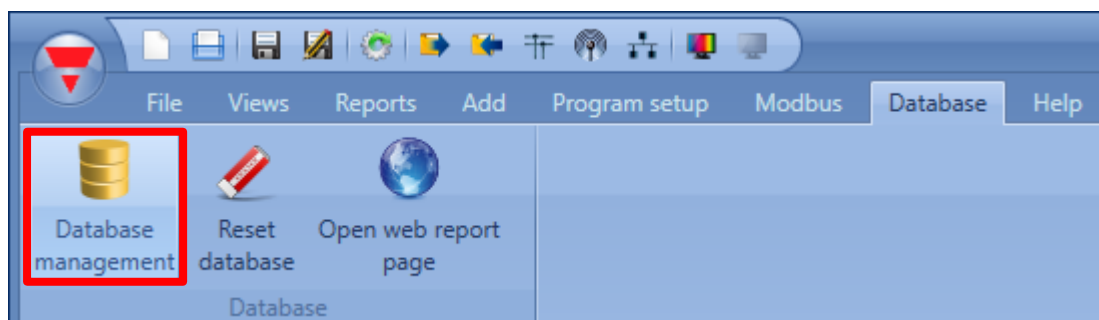 File Views Reports Add Program setup Modbus Database Help
Database Reset Open web report
management database page
Database